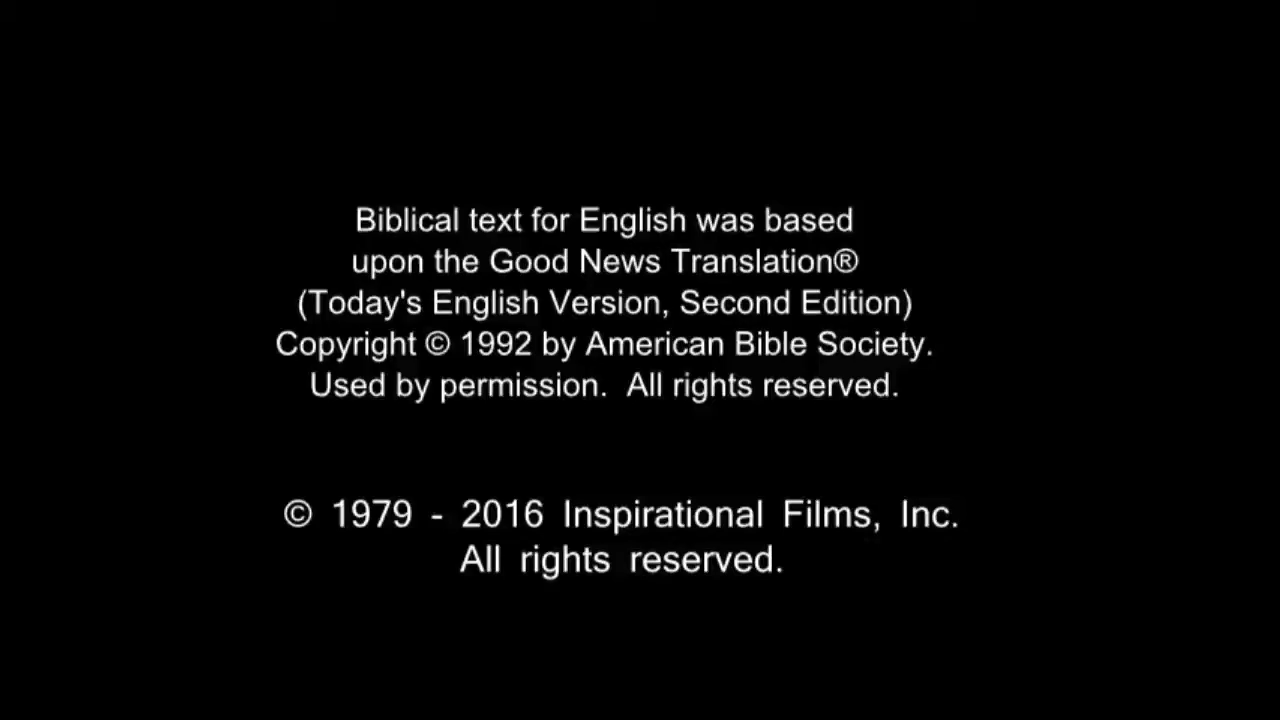 Biblical text for English was based
upon the Good News Translation®
(Today's English Version, Second Edition)
Copyright © 1992 by American Bible Society.
Used by permission.  All rights reserved.
© 1979 - 2016 Inspirational Films, Inc.
All rights reserved.